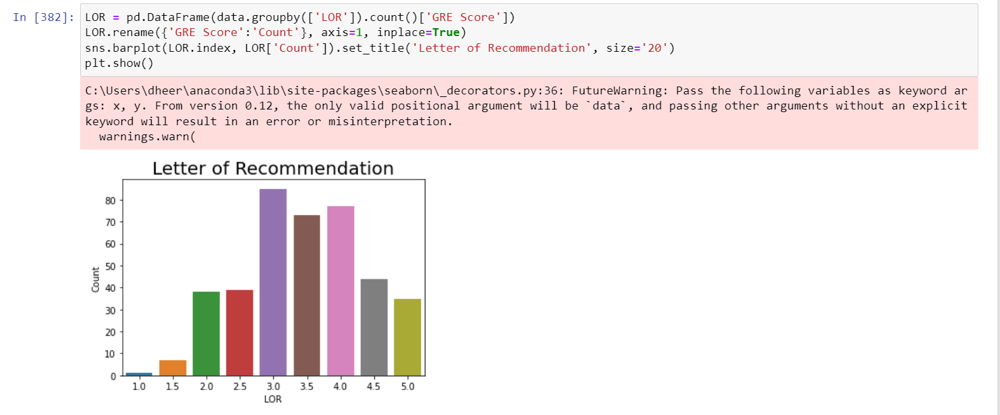 In [382]: LOR = pd.DataFrame(data.groupby(['LOR']).count()['GRE Score'])
LOR.rename({'GRE Score':'Count'}, axis=1, inplace=True)
sns.barplot(LOR.index, LOR['Count']).set_title('Letter of Recommendation', size='20')
plt.show()
C:\Users\dheer\anaconda3\lib\site-packages\seaborn\_decorators.py:36: FutureWarning: Pass the following variables as keyword ar
gs: x, y. From version 0.12, the only valid positional argument will be `data`, and passing other arguments without an explicit
keyword will result in an error or misinterpretation.
  warnings.warn(
Letter of Recommendation
80
70
60
50
40
30
20
10
0
Count
1.0 1.5 2.0 2.5 3.0 3.5 4.0 4.5 5.0
LOR